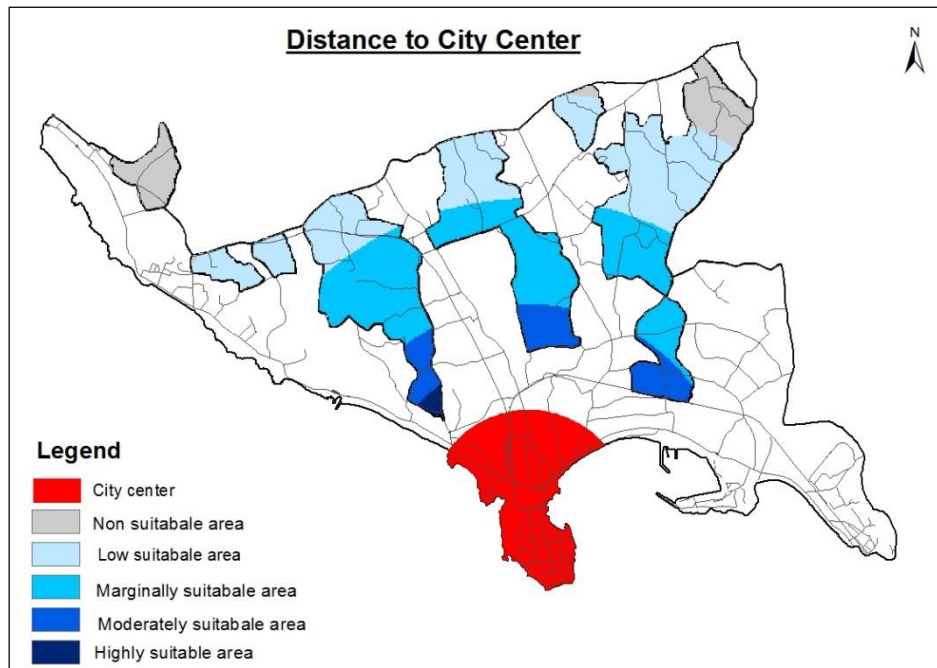 Distance to City Center
N
Legend
City center
Non suitabale area
Low suitabale area
Marginally suitabale area
Moderately suitabale area
Highly suitable area